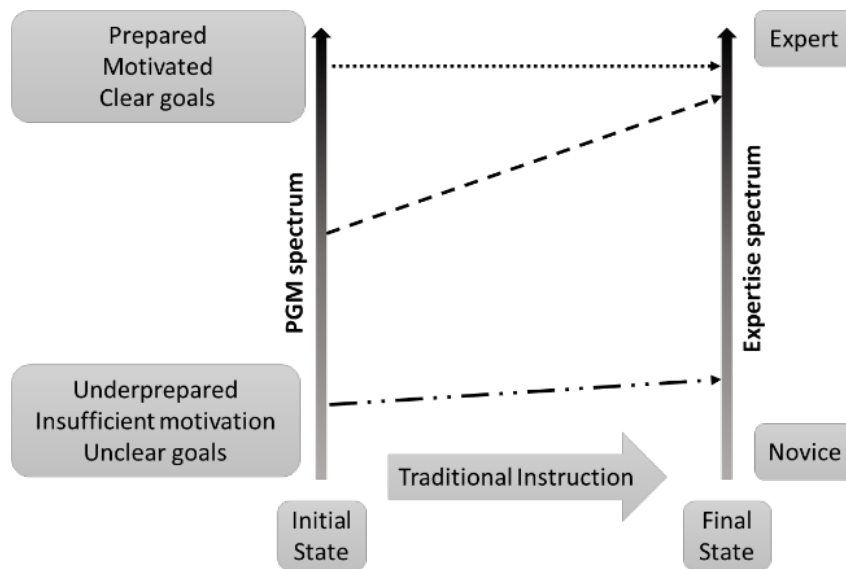 Prepared
Motivated
Clear goals
Expert
PGM spectrum
Expertise spectrum
Underprepared
Insufficient motivation
Unclear goals
Traditional Instruction
Novice
Initial
State
Final
State